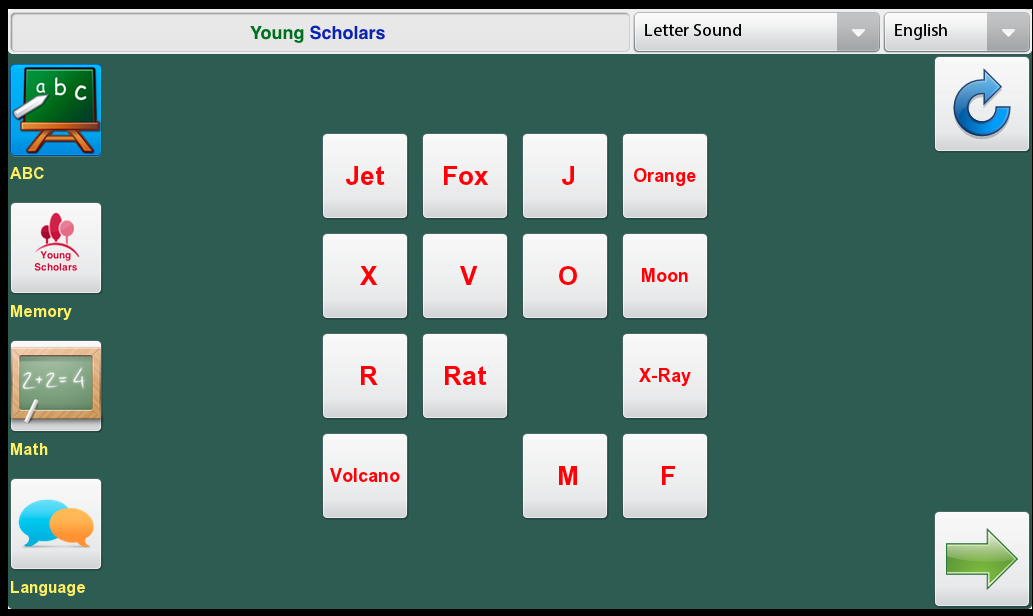 Young Scholars
Letter Sound
English
a b c
ABC
Young
Scholars
Memory
2+2=4
Math
Language
Jet
Fox
J
Orange
X
V
O
Moon
R
Rat
X-Ray
Volcano
M
F